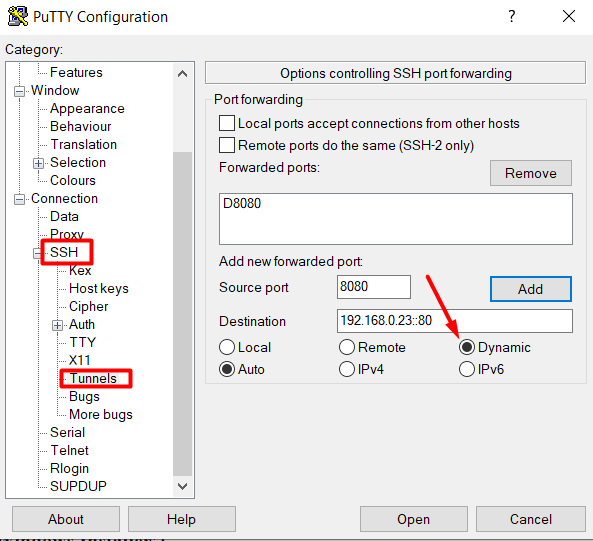 PuTTY Configuration
?
Category:
Features
Window
Appearance
Behaviour
Translation
Selection
Colours
Connection
Data
Proxy
SSH
Kex
Host keys
Cipher
Auth
TTY
X11
Tunnels
Bugs
More bugs
Serial
Telnet
Rlogin
SUPDUP
Options controlling SSH port forwarding
Port forwarding
Local ports accept connections from other hosts
Remote ports do the same (SSH-2 only)
Forwarded ports:
Remove
D8080
Add new forwarded port:
Source port 8080 Add
Destination 192.168.0.23::80
Local Remote Dynamic
Auto IPv4 IPv6
About Help Open Cancel